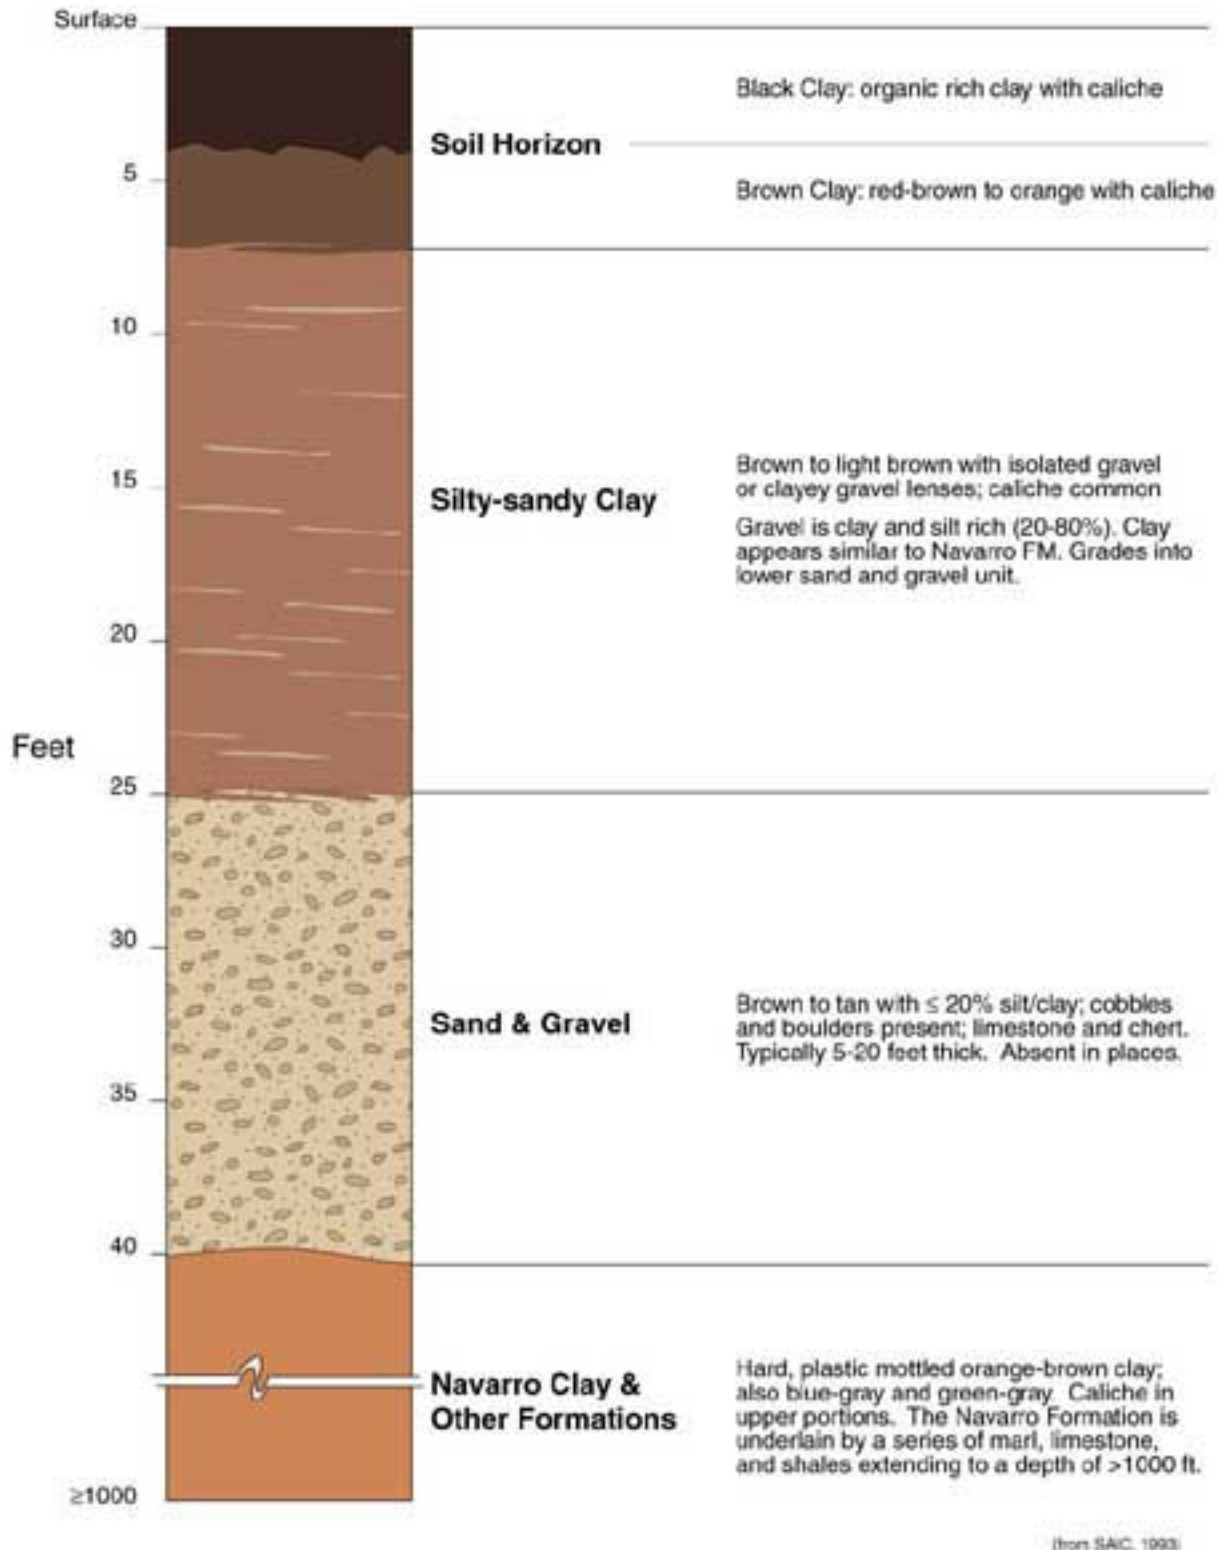 Surface
Black Clay: organic rich clay with caliche
Soil Horizon
5
Brown Clay: red-brown to orange with caliche
10
15
Silty-sandy Clay
Brown to light brown with isolated gravel
or clayey gravel lenses; caliche common
Gravel is clay and silt rich (20-80%). Clay
appears similar to Navarro FM. Grades into
lower sand and gravel unit.
20
Feet
25
30
Sand & Gravel
Brown to tan with ≤ 20% silt/clay; cobbles
and boulders present; limestone and chert.
Typically 5-20 feet thick. Absent in places.
35
40
Navarro Clay &
Other Formations
Hard, plastic mottled orange-brown clay;
also blue-gray and green-gray. Caliche in
upper portions. The Navarro Formation is
underlain by a series of marl, limestone,
and shales extending to a depth of >1000 ft.
≥1000
(from SAIC, 1993)